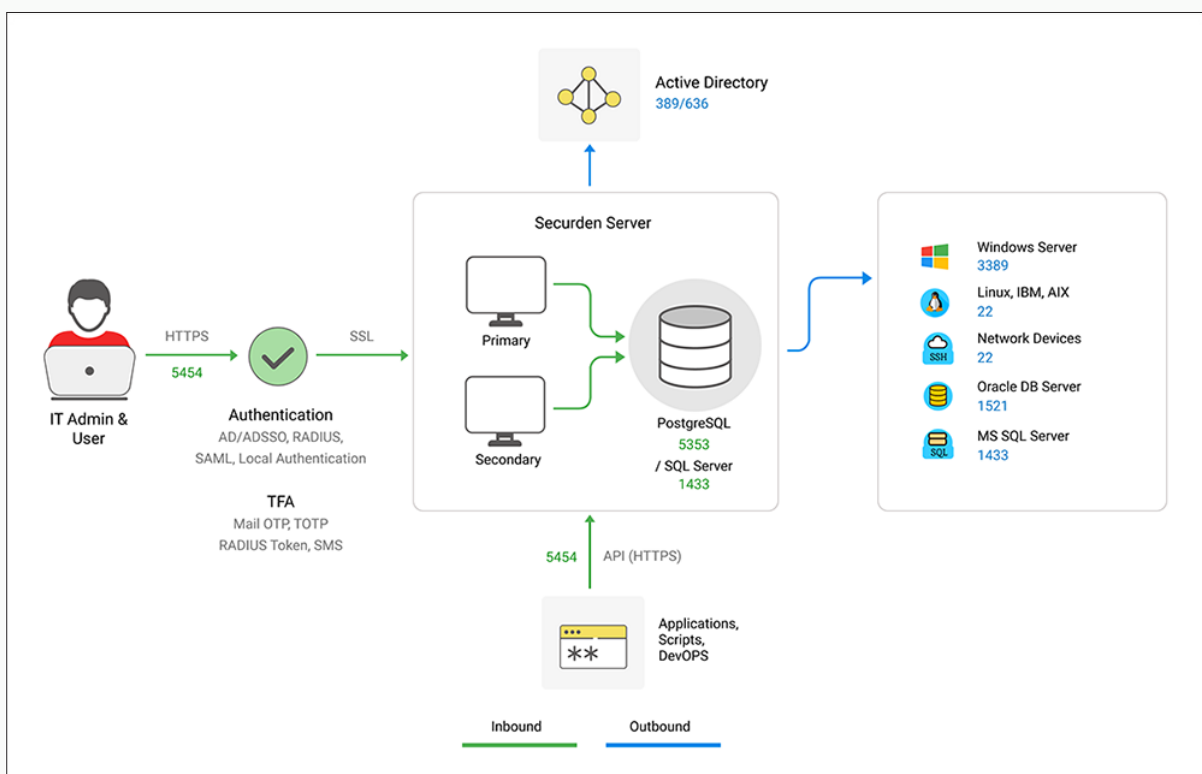 Active Directory
389/636
Securden Server
Primary
Secondary
PostgreSQL
5353
/ SQL Server
1433
HTTPS
5454
SSL
IT Admin &
User
Authentication
AD/ADSSO, RADIUS,
SAML, Local Authentication
TFA
Mail OTP, TOTP
RADIUS Token, SMS
Windows Server
3389
Linux, IBM, AIX
22
SSH
Network Devices
22
Oracle DB Server
1521
SQL
MS SQL Server
1433
5454
API (HTTPS)
**
Applications,
Scripts,
DevOPS
Inbound
Outbound